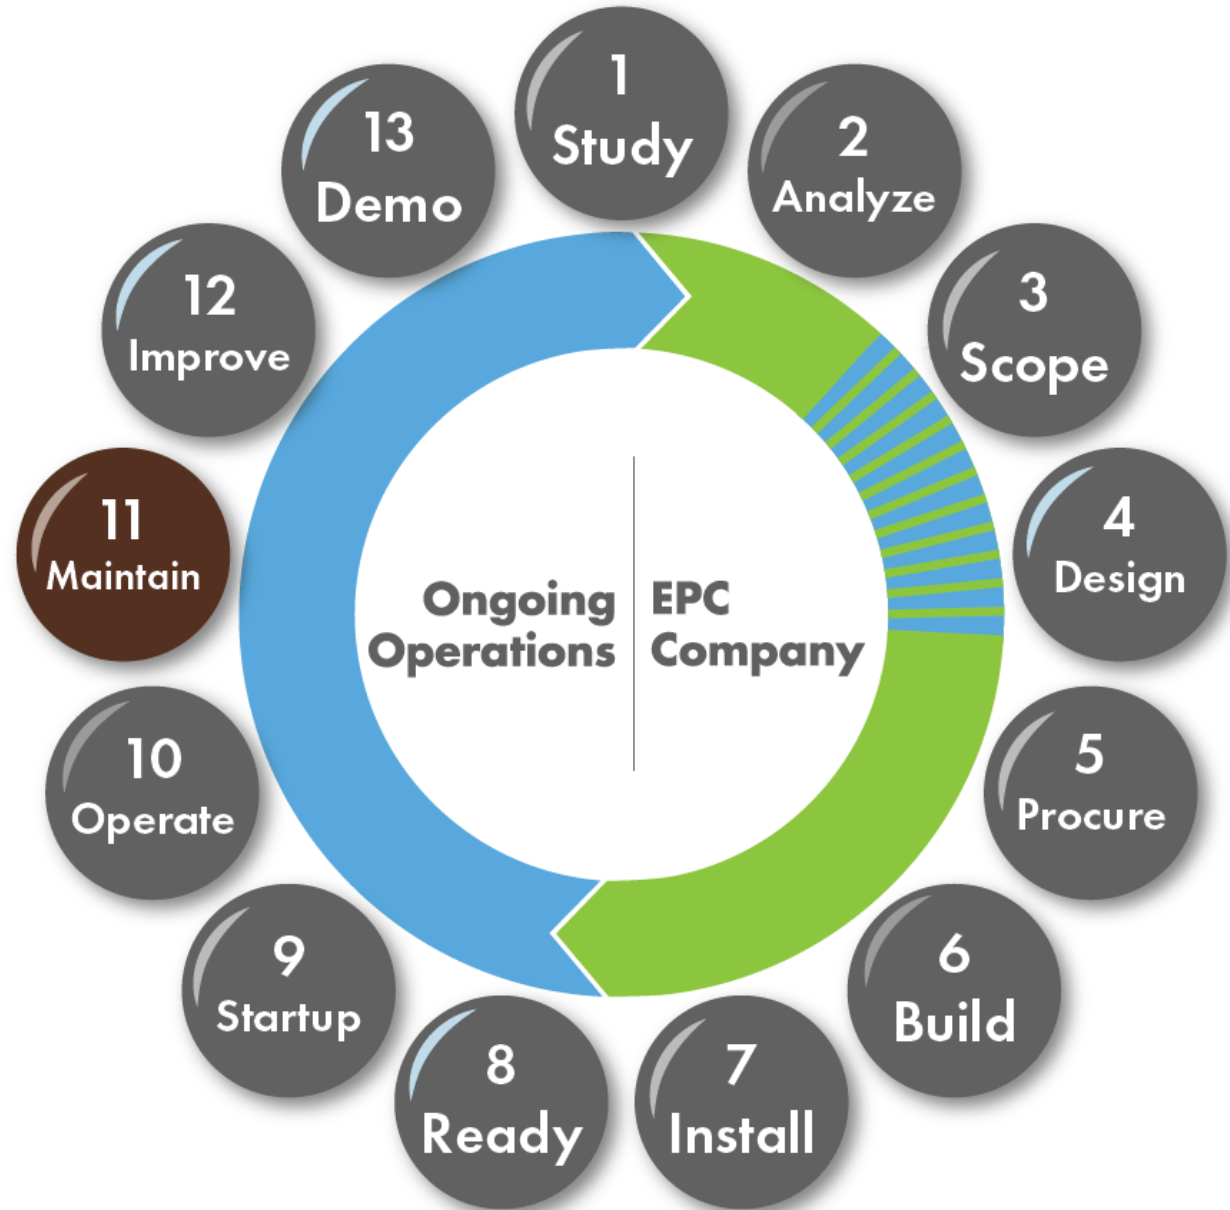 1
Study
2
Analyze
3
Scope
4
Design
5
Procure
6
Build
7
Install
8
Ready
9
Startup
10
Operate
11
Maintain
12
Improve
13
Demo
Ongoing
Operations
EPC
Company